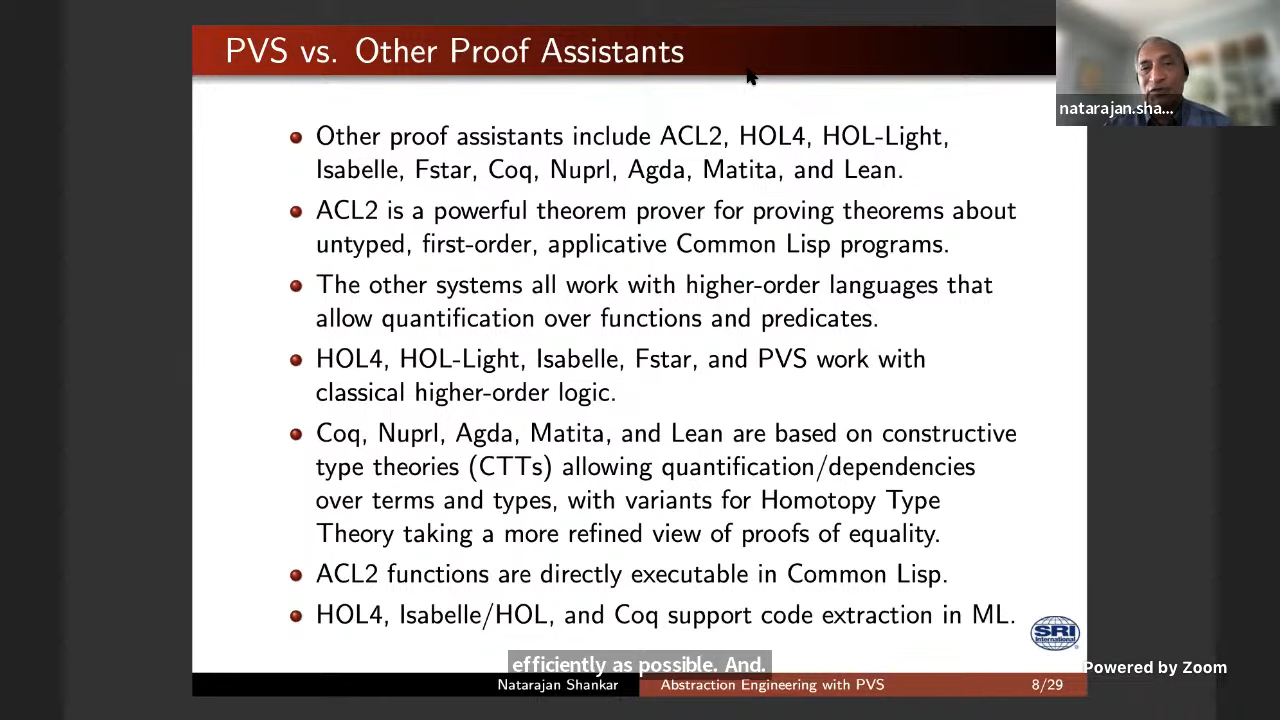 PVS vs. Other Proof Assistants
natarajan.sha...
Other proof assistants include ACL2, HOL4, HOL-Light,
Isabelle, Fstar, Coq, Nuprl, Agda, Matita, and Lean.
ACL2 is a powerful theorem prover for proving theorems about
untyped, first-order, applicative Common Lisp programs.
The other systems all work with higher-order languages that
allow quantification over functions and predicates.
HOL4, HOL-Light, Isabelle, Fstar, and PVS work with
classical higher-order logic.
Coq, Nuprl, Agda, Matita, and Lean are based on constructive
type theories (CTTs) allowing quantification/dependencies
over terms and types, with variants for Homotopy Type
Theory taking a more refined view of proofs of equality.
ACL2 functions are directly executable in Common Lisp.
HOL4, Isabelle/HOL, and Coq support code extraction in ML.
SRI
International
efficiently as possible. And.
Powered by Zoom
Natarajan Shankar
Abstraction Engineering with PVS
8/29